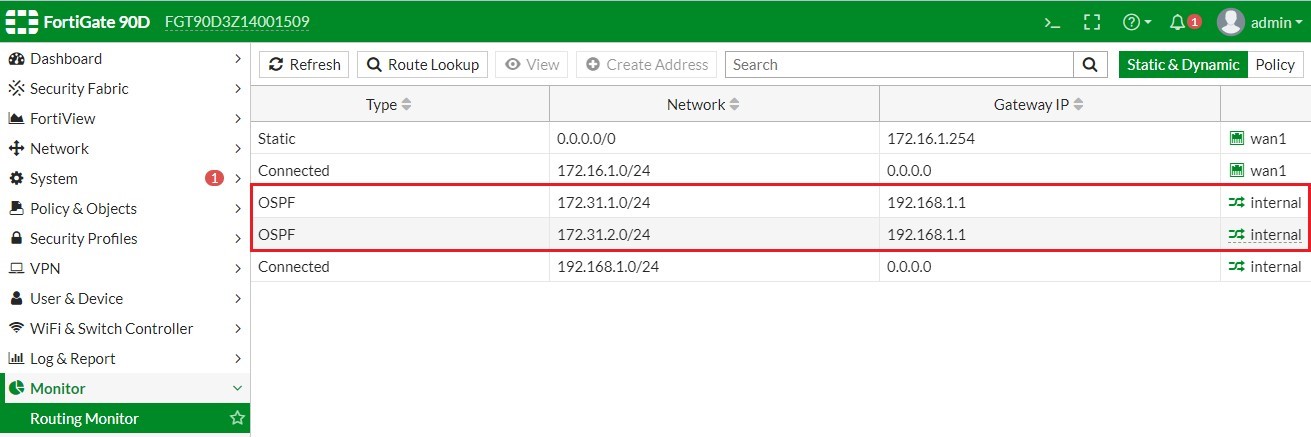 FortiGate 90D FGT90D3Z14001509 >_ 1 admin
Dashboard
Security Fabric
FortiView
Network
System 1
Policy & Objects
Security Profiles
VPN
User & Device
WiFi & Switch Controller
Log & Report
Monitor
Routing Monitor
Refresh Route Lookup View Create Address Search Static & Dynamic Policy
Type Network Gateway IP
Static 0.0.0.0/0 172.16.1.254 wan1
Connected 172.16.1.0/24 0.0.0.0 wan1
OSPF 172.31.1.0/24 192.168.1.1 internal
OSPF 172.31.2.0/24 192.168.1.1 internal
Connected 192.168.1.0/24 0.0.0.0 internal